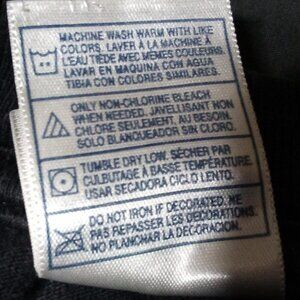 MACHINE WASH WARM WITH LIKE
COLORS. LAVER À LA MACHINE À
L'EAU TIÈDE AVEC MÊMES COULEURS.
LAVAR EN MAQUINA CON AGUA
TIBIA CON COLORES SIMILARES.
ONLY NON-CHLORINE BLEACH
WHEN NEEDED. JAVELISANT NON
CHLORE SEULEMENT, AU BESOIN.
SOLO BLANQUEADOR SIN CLORO.
TUMBLE DRY LOW. SÉCHER PAR
CULBUTAGE À BASSE TEMPÉRATURE.
USAR SECADORA CICLO LENTO.
DO NOT IRON IF DECORATED. NE
PAS REPASSER LES DÉCORATIONS.
NO PLANCHAR LA DECORACION.